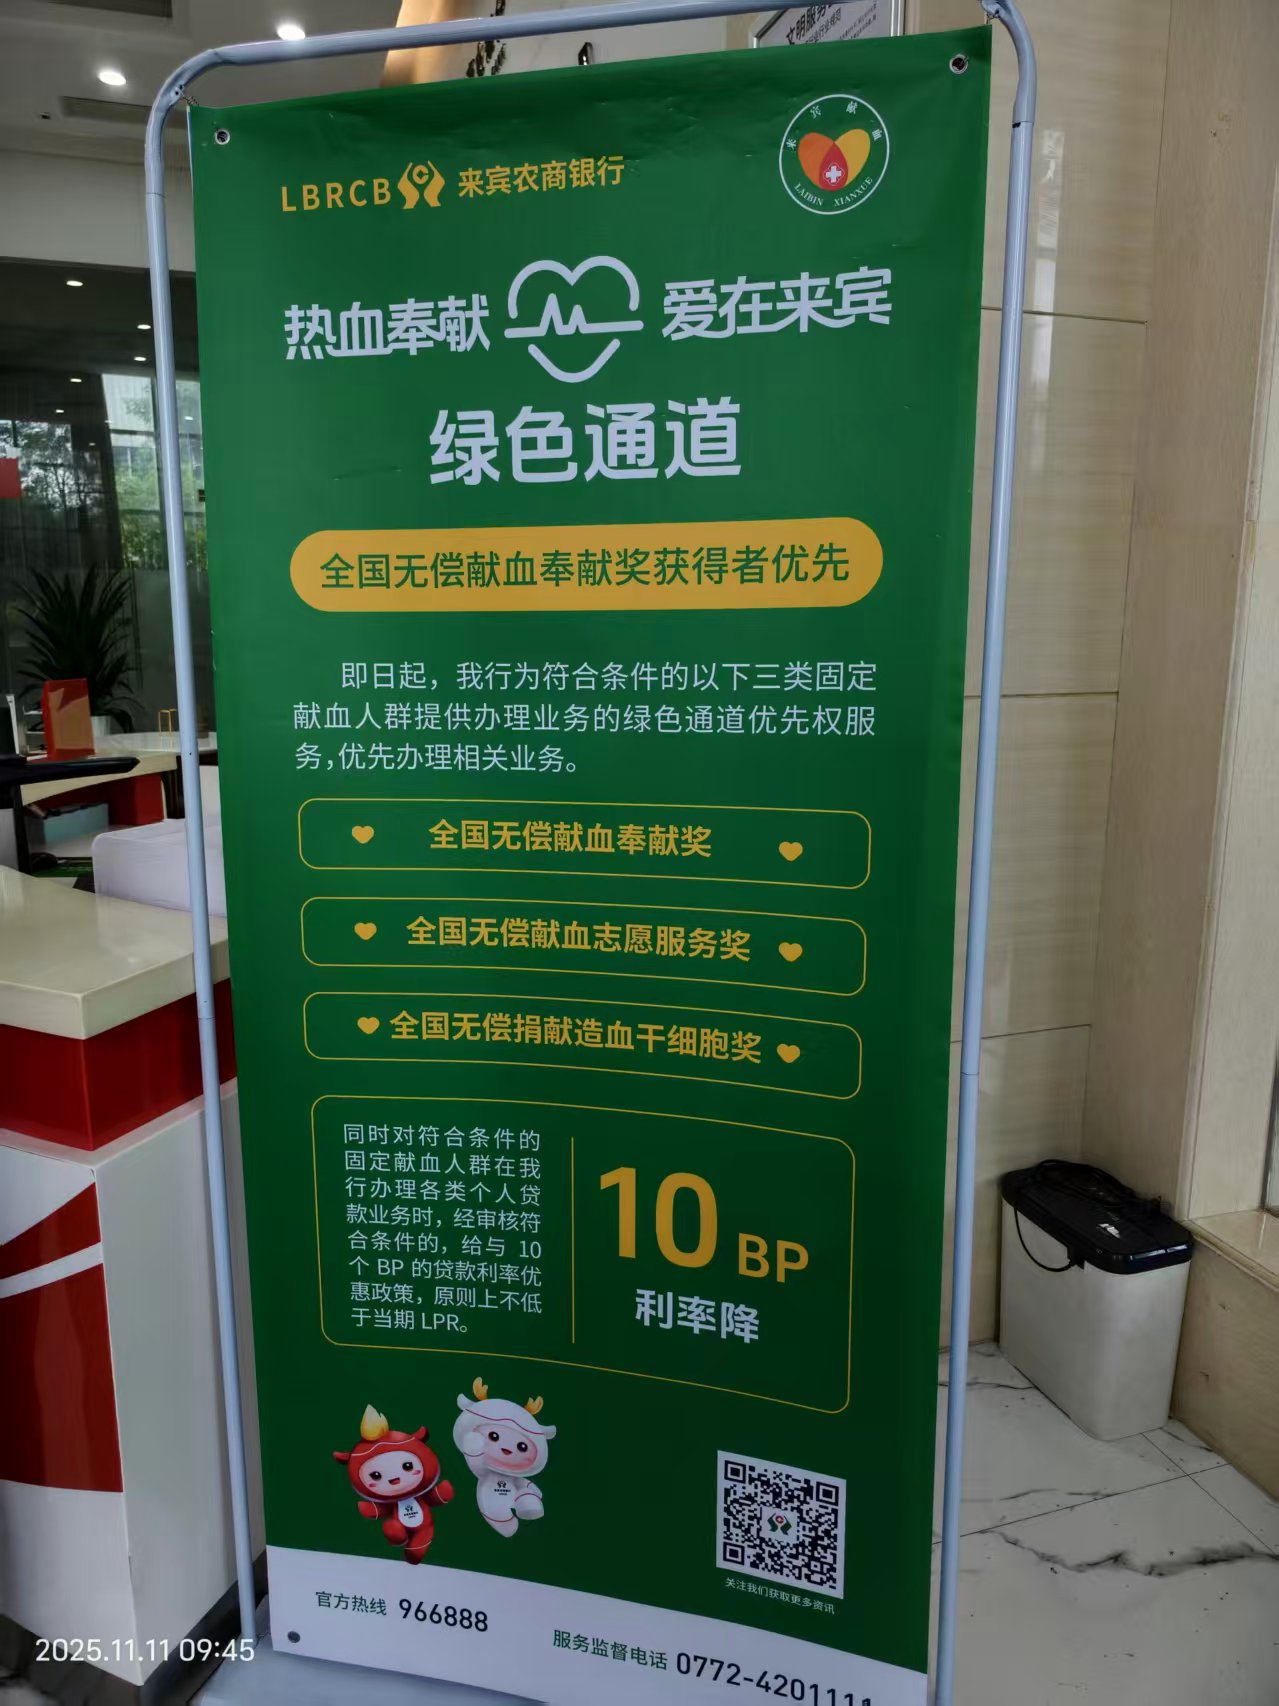 文明服务
LBRCB 来宾农商银行
来宾献血
LAIBIN XIANXUE
热血奉献 爱在来宾
绿色通道
全国无偿献血奉献奖获得者优先
即日起，我行为符合条件的以下三类固定
献血人群提供办理业务的绿色通道优先权服
务，优先办理相关业务。
全国无偿献血奉献奖
全国无偿献血志愿服务奖
全国无偿捐献造血干细胞奖
同时对符合条件的
固定献血人群在我
行办理各类个人贷
款业务时，经审核符
合条件的，给与 10
个 BP 的贷款利率优
惠政策，原则上不低
于当期 LPR。
10 BP
利率降
关注我们获取更多资讯
官方热线 966888
服务监督电话 0772-4201111
2025.11.11 09:45